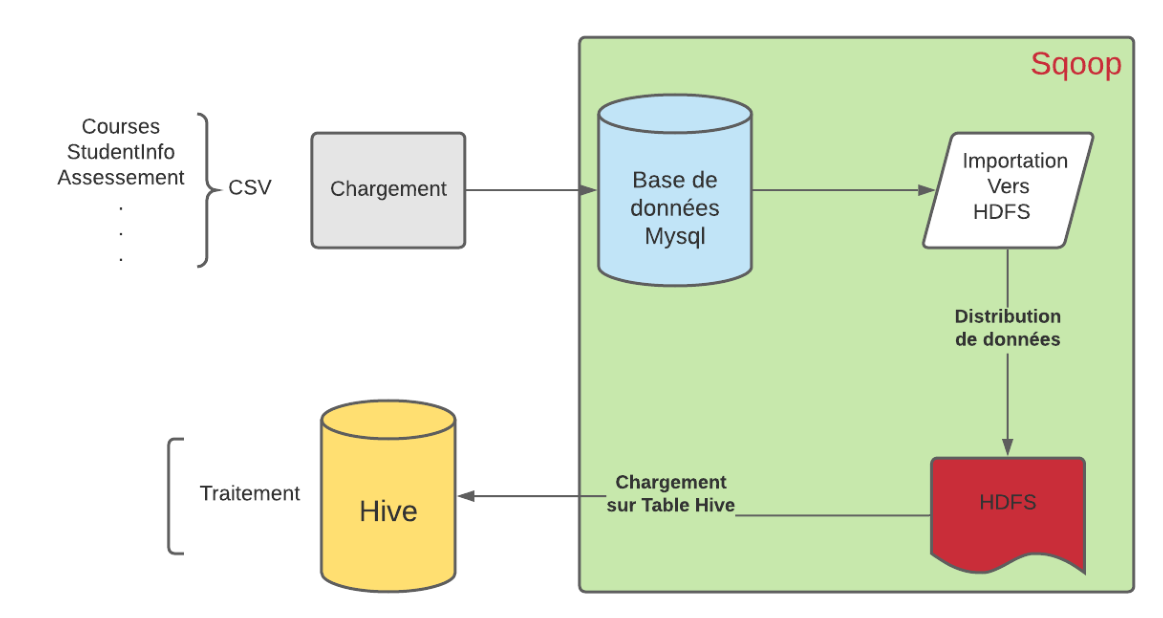 Sqoop
Courses
StudentInfo
Assessement
.
.
.
CSV
Chargement
Base de
données
Mysql
Importation
Vers
HDFS
Distribution
de données
HDFS
Chargement
sur Table Hive
Hive
Traitement